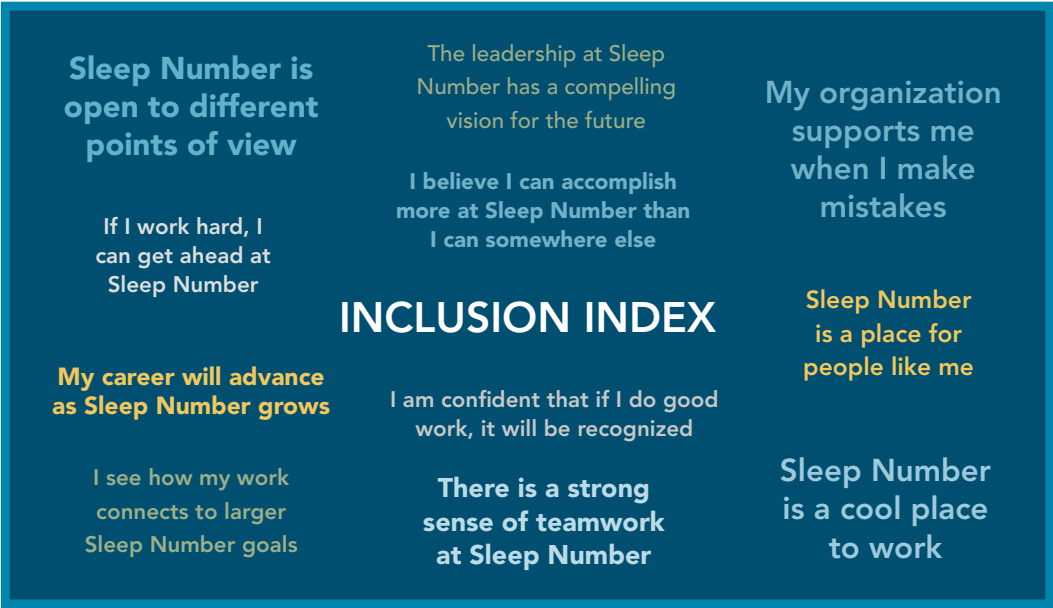 Sleep Number is
open to different
points of view
The leadership at Sleep
Number has a compelling
vision for the future
My organization
supports me
when I make
mistakes
I believe I can accomplish
more at Sleep Number than
I can somewhere else
If I work hard, I
can get ahead at
Sleep Number
INCLUSION INDEX
Sleep Number
is a place for
people like me
My career will advance
as Sleep Number grows
I am confident that if I do good
work, it will be recognized
I see how my work
connects to larger
Sleep Number goals
There is a strong
sense of teamwork
at Sleep Number
Sleep Number
is a cool place
to work